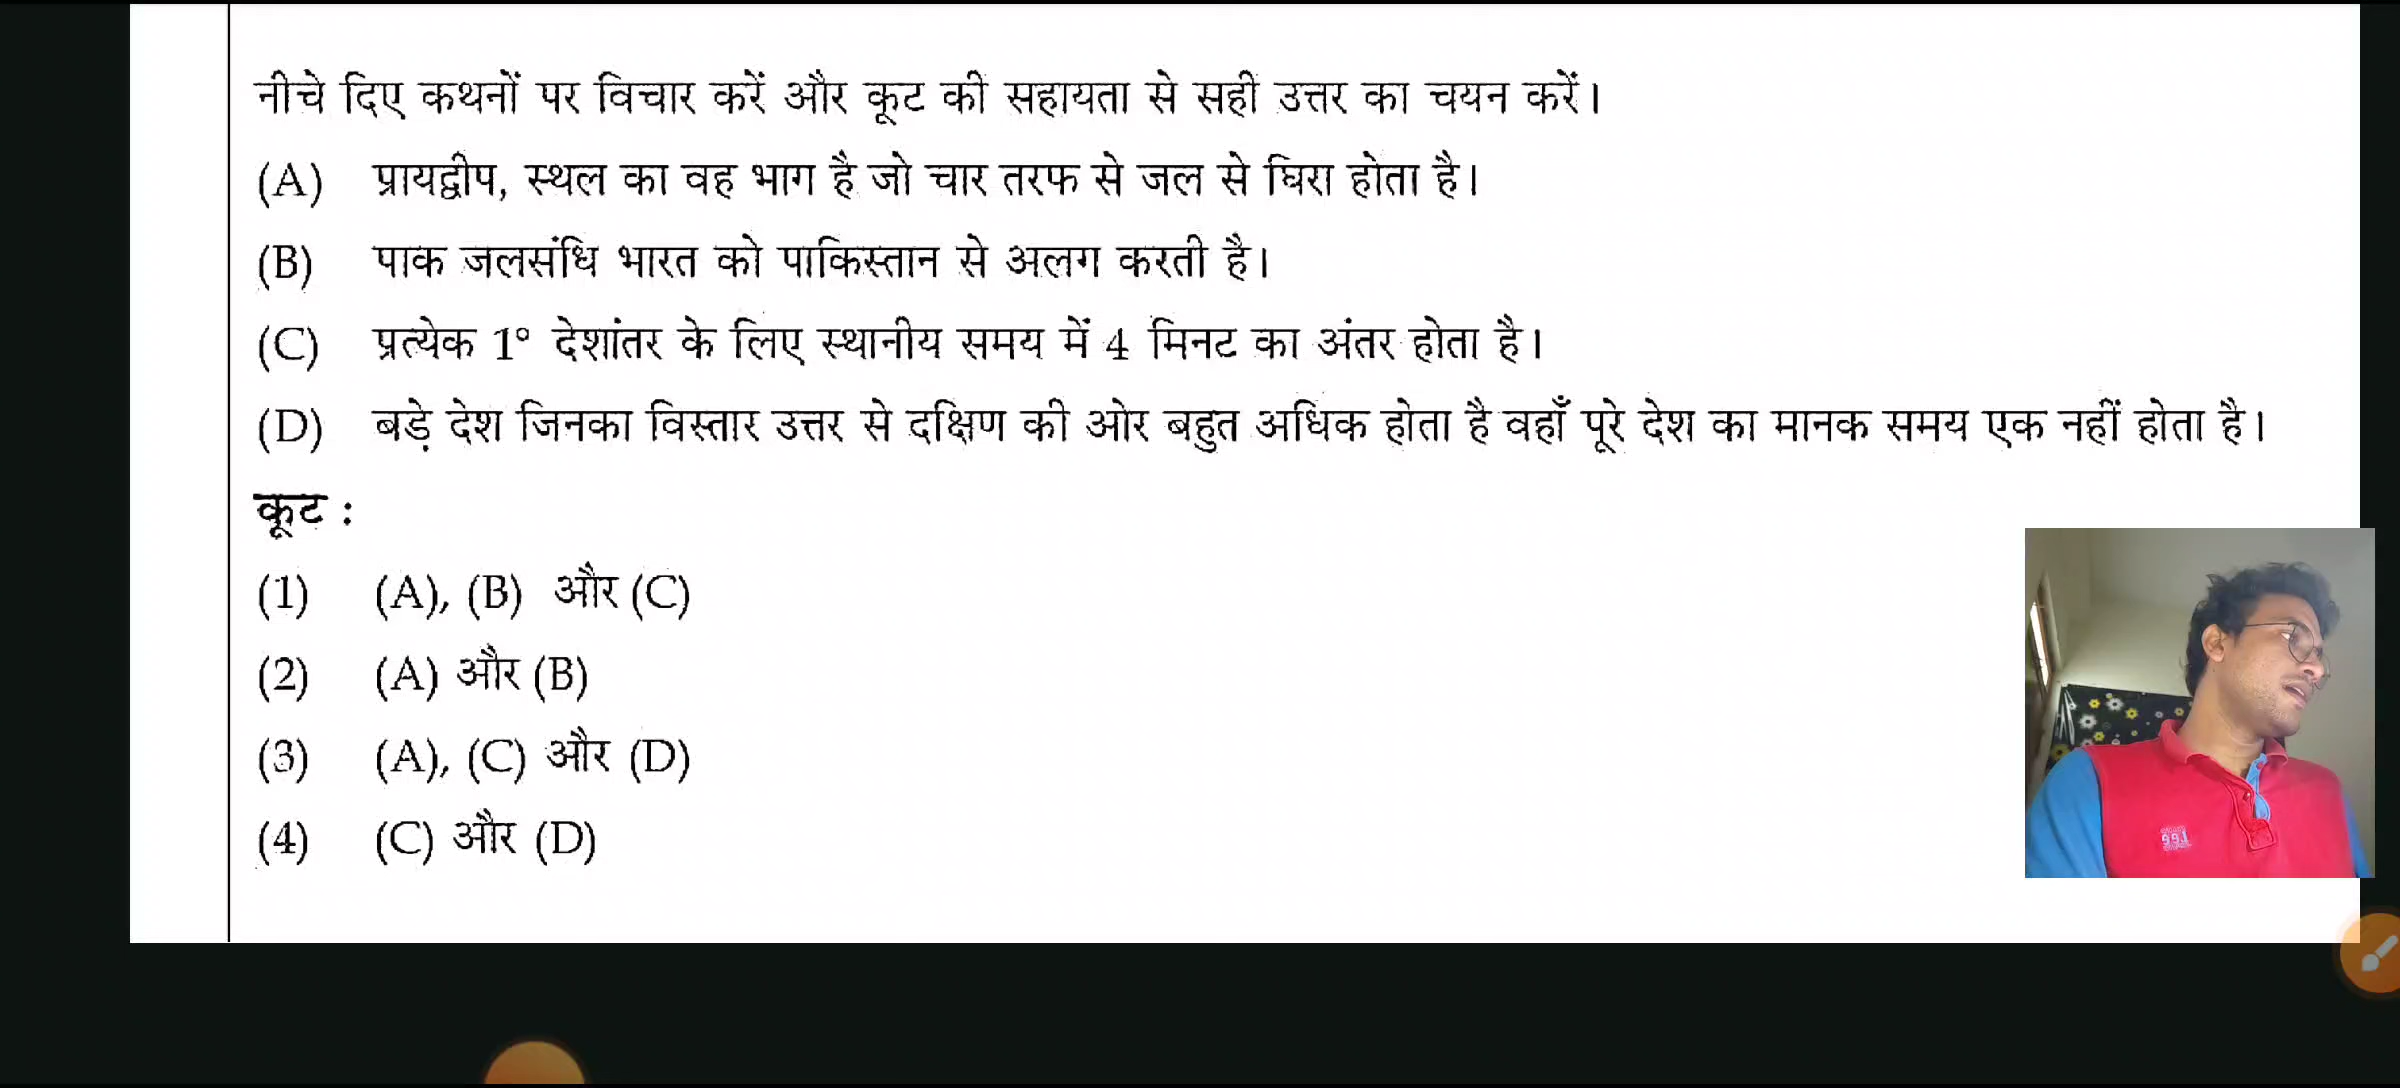 नीचे दिए कथनों पर विचार करें और कूट की सहायता से सही उत्तर का चयन करें।
(A) प्रायद्वीप, स्थल का वह भाग है जो चार तरफ से जल से घिरा होता है।
(B) पाक जलसंधि भारत को पाकिस्तान से अलग करती है।
(C) प्रत्येक 1° देशांतर के लिए स्थानीय समय में 4 मिनट का अंतर होता है।
(D) बड़े देश जिनका विस्तार उत्तर से दक्षिण की ओर बहुत अधिक होता है वहाँ पूरे देश का मानक समय एक नहीं होता है।
कूट :
(1) (A), (B) और (C)
(2) (A) और (B)
(3) (A), (C) और (D)
(4) (C) और (D)
991